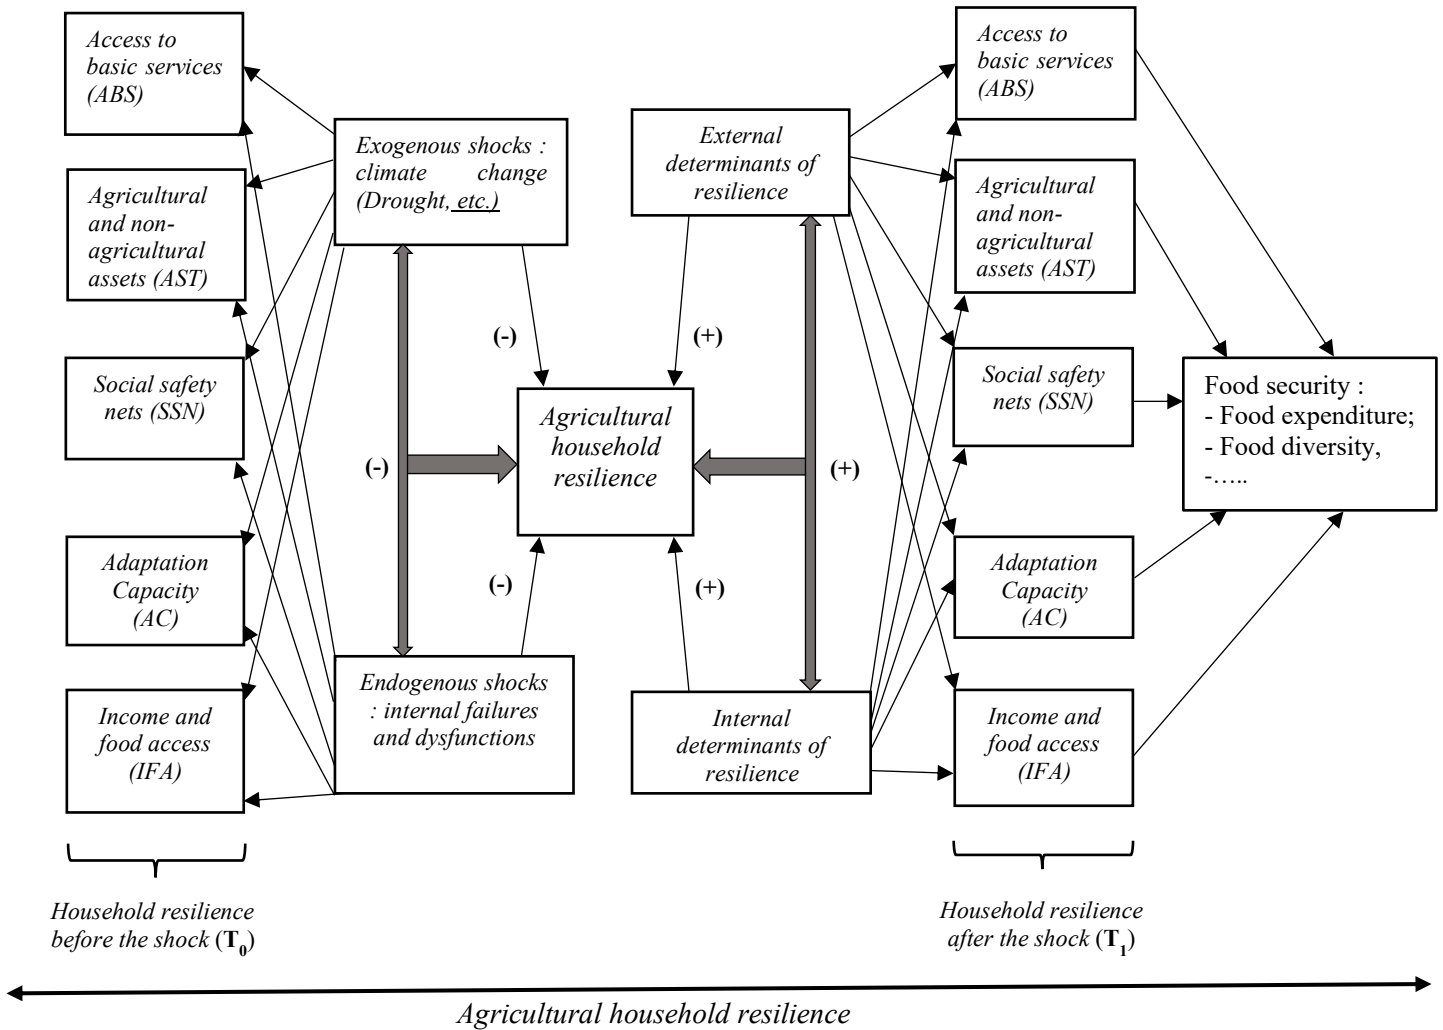 Access to
basic services
(ABS)
Agricultural
and non-
agricultural
assets (AST)
Social safety
nets (SSN)
Adaptation
Capacity
(AC)
Income and
food access
(IFA)
Household resilience
before the shock (T0)
Exogenous shocks :
climate change
(Drought, etc.)
(-)
(-)
(-)
Endogenous shocks
: internal failures
and dysfunctions
Agricultural
household
resilience
External
determinants of
resilience
(+)
(+)
(+)
Internal
determinants of
resilience
Access to
basic services
(ABS)
Agricultural
and non-
agricultural
assets (AST)
Social safety
nets (SSN)
Adaptation
Capacity
(AC)
Income and
food access
(IFA)
Household resilience
after the shock (T1)
Food security :
- Food expenditure;
- Food diversity,
-…..
Agricultural household resilience